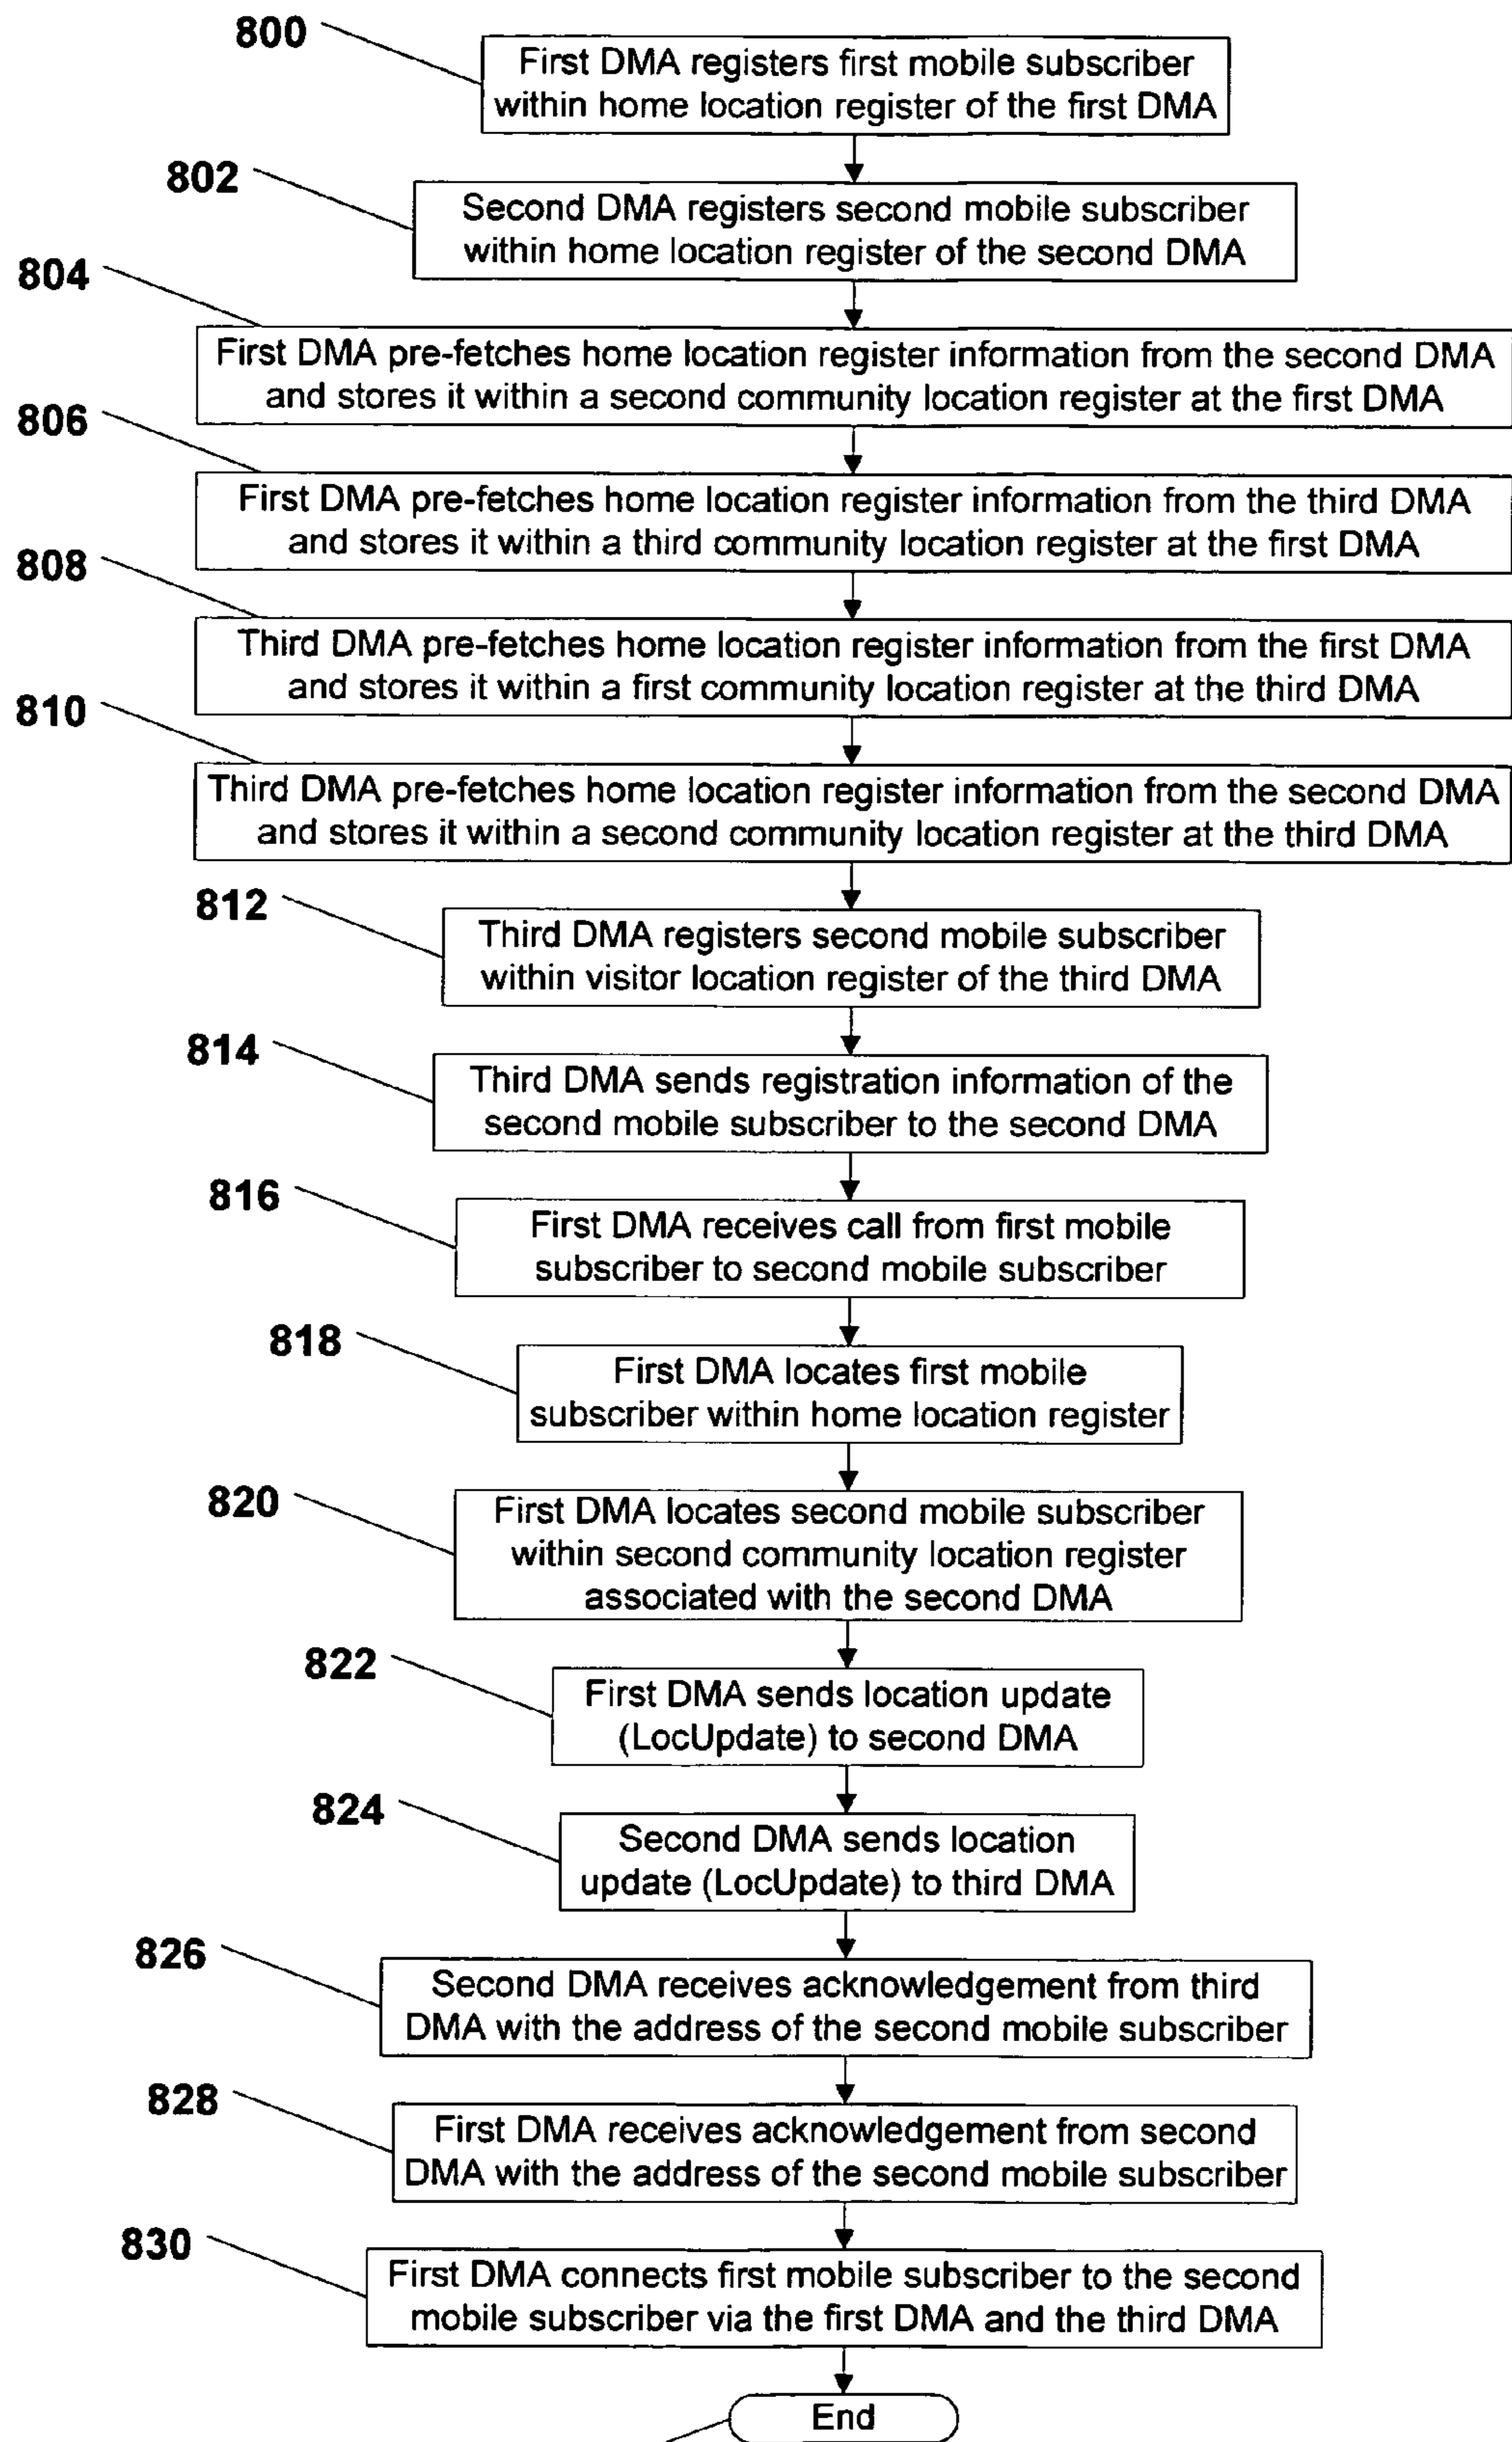 800
First DMA registers first mobile subscriber
within home location register of the first DMA
802
Second DMA registers second mobile subscriber
within home location register of the second DMA
804
First DMA pre-fetches home location register information from the second DMA
and stores it within a second community location register at the first DMA
806
First DMA pre-fetches home location register information from the third DMA
and stores it within a third community location register at the first DMA
808
Third DMA pre-fetches home location register information from the first DMA
and stores it within a first community location register at the third DMA
810
Third DMA pre-fetches home location register information from the second DMA
and stores it within a second community location register at the third DMA
812
Third DMA registers second mobile subscriber
within visitor location register of the third DMA
814
Third DMA sends registration information of the
second mobile subscriber to the second DMA
816
First DMA receives call from first mobile
subscriber to second mobile subscriber
818
First DMA locates first mobile
subscriber within home location register
820
First DMA locates second mobile subscriber
within second community location register
associated with the second DMA
822
First DMA sends location update
(LocUpdate) to second DMA
824
Second DMA sends location
update (LocUpdate) to third DMA
826
Second DMA receives acknowledgement from third
DMA with the address of the second mobile subscriber
828
First DMA receives acknowledgement from second
DMA with the address of the second mobile subscriber
830
First DMA connects first mobile subscriber to the second
mobile subscriber via the first DMA and the third DMA
End